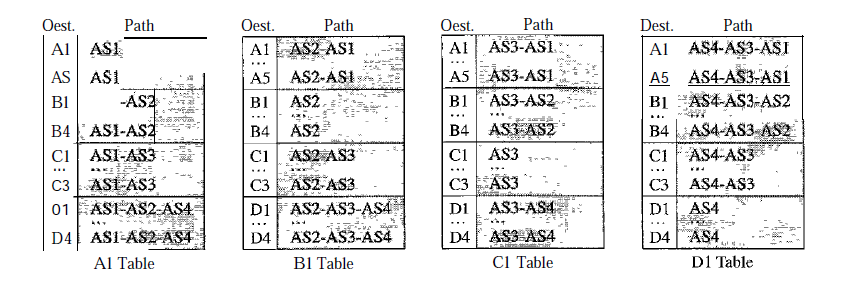 Oest. Path Oest. Path Oest. Path Dest. Path
A1 AS1 A1 AS2-AS1 A1 AS3-AS1 A1 AS4-AS3-AS1
... ... 
AS AS1 A5 AS2-AS1 A5 AS3-AS1 A5 AS4-AS3-AS1
B1 -AS2 B1 AS2 B1 AS3-AS2 B1 AS4-AS3-AS2
... ... ... ... ... ...
B4 AS1-AS2 B4 AS2 B4 AS3-AS2 B4 AS4-AS3 AS2
C1 AS1-AS3 C1 AS2-AS3 C1 AS3 C1 AS4-AS3
... ... ... ... ... ... ... ...
C3 AS1-AS3 C3 AS2-AS3 C3 AS3 C3 AS4-AS3
01 AS1-AS2-AS4 D1 AS2-AS3-AS4 D1 AS3-AS4 D1 AS4
... ... ... ... ... ... ...
D4 AS1-AS2-AS4 D4 AS2-AS3-AS4 D4 AS3-AS4 D4 AS4
A1 Table B1 Table C1 Table D1 Table